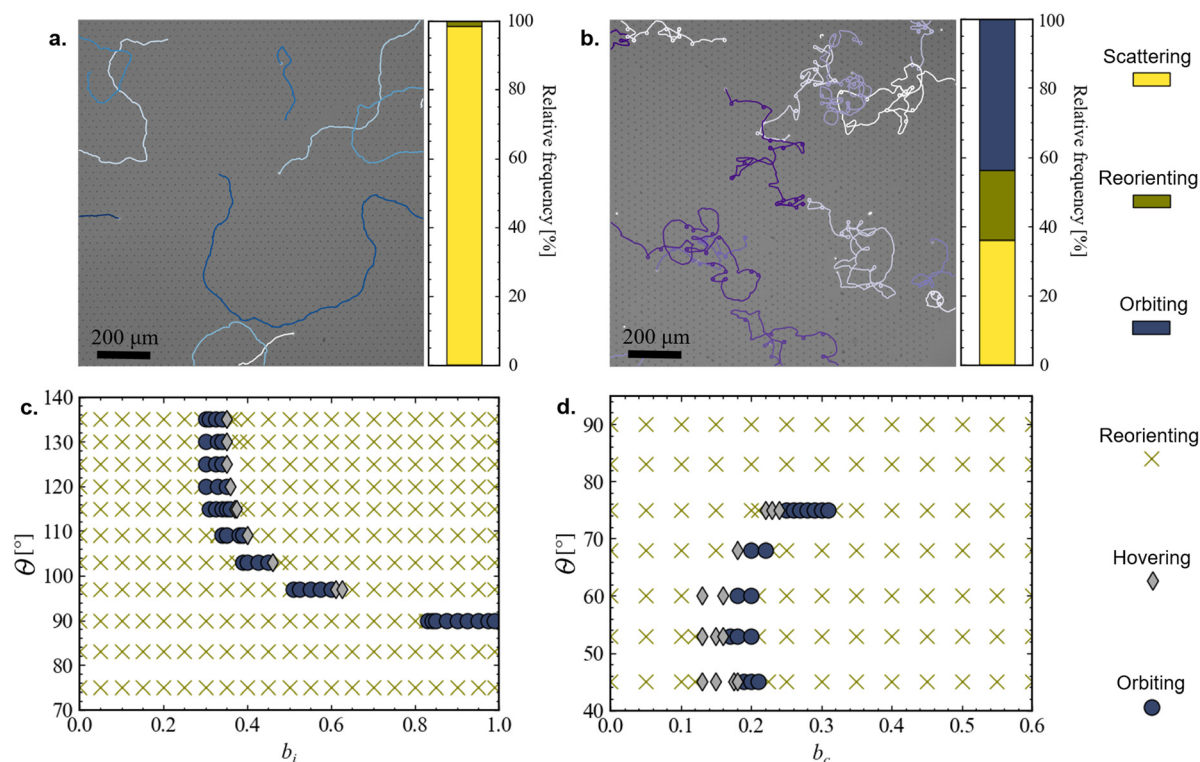 a.
200 μm
100
80
60
40
20
0
Relative frequency [%]
b.
200 μm
100
80
60
40
20
0
Relative frequency [%]
Scattering
Reorienting
Orbiting
c.
140
130
120
110
100
90
80
70
θ[°]
0.0 0.2 0.4 0.6 0.8 1.0
b_i
d.
90
80
70
60
50
40
θ[°]
0.0 0.1 0.2 0.3 0.4 0.5 0.6
b_c
Reorienting
Hovering
Orbiting